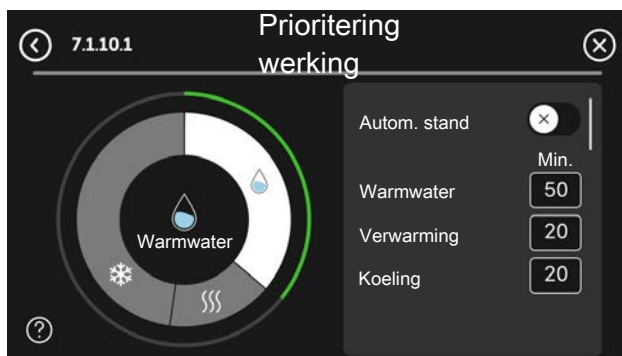 7.1.10.1
Prioritering
werking
Autom. stand
Min.
Warmwater
50
Verwarming
20
Koeling
20
Warmwater
?